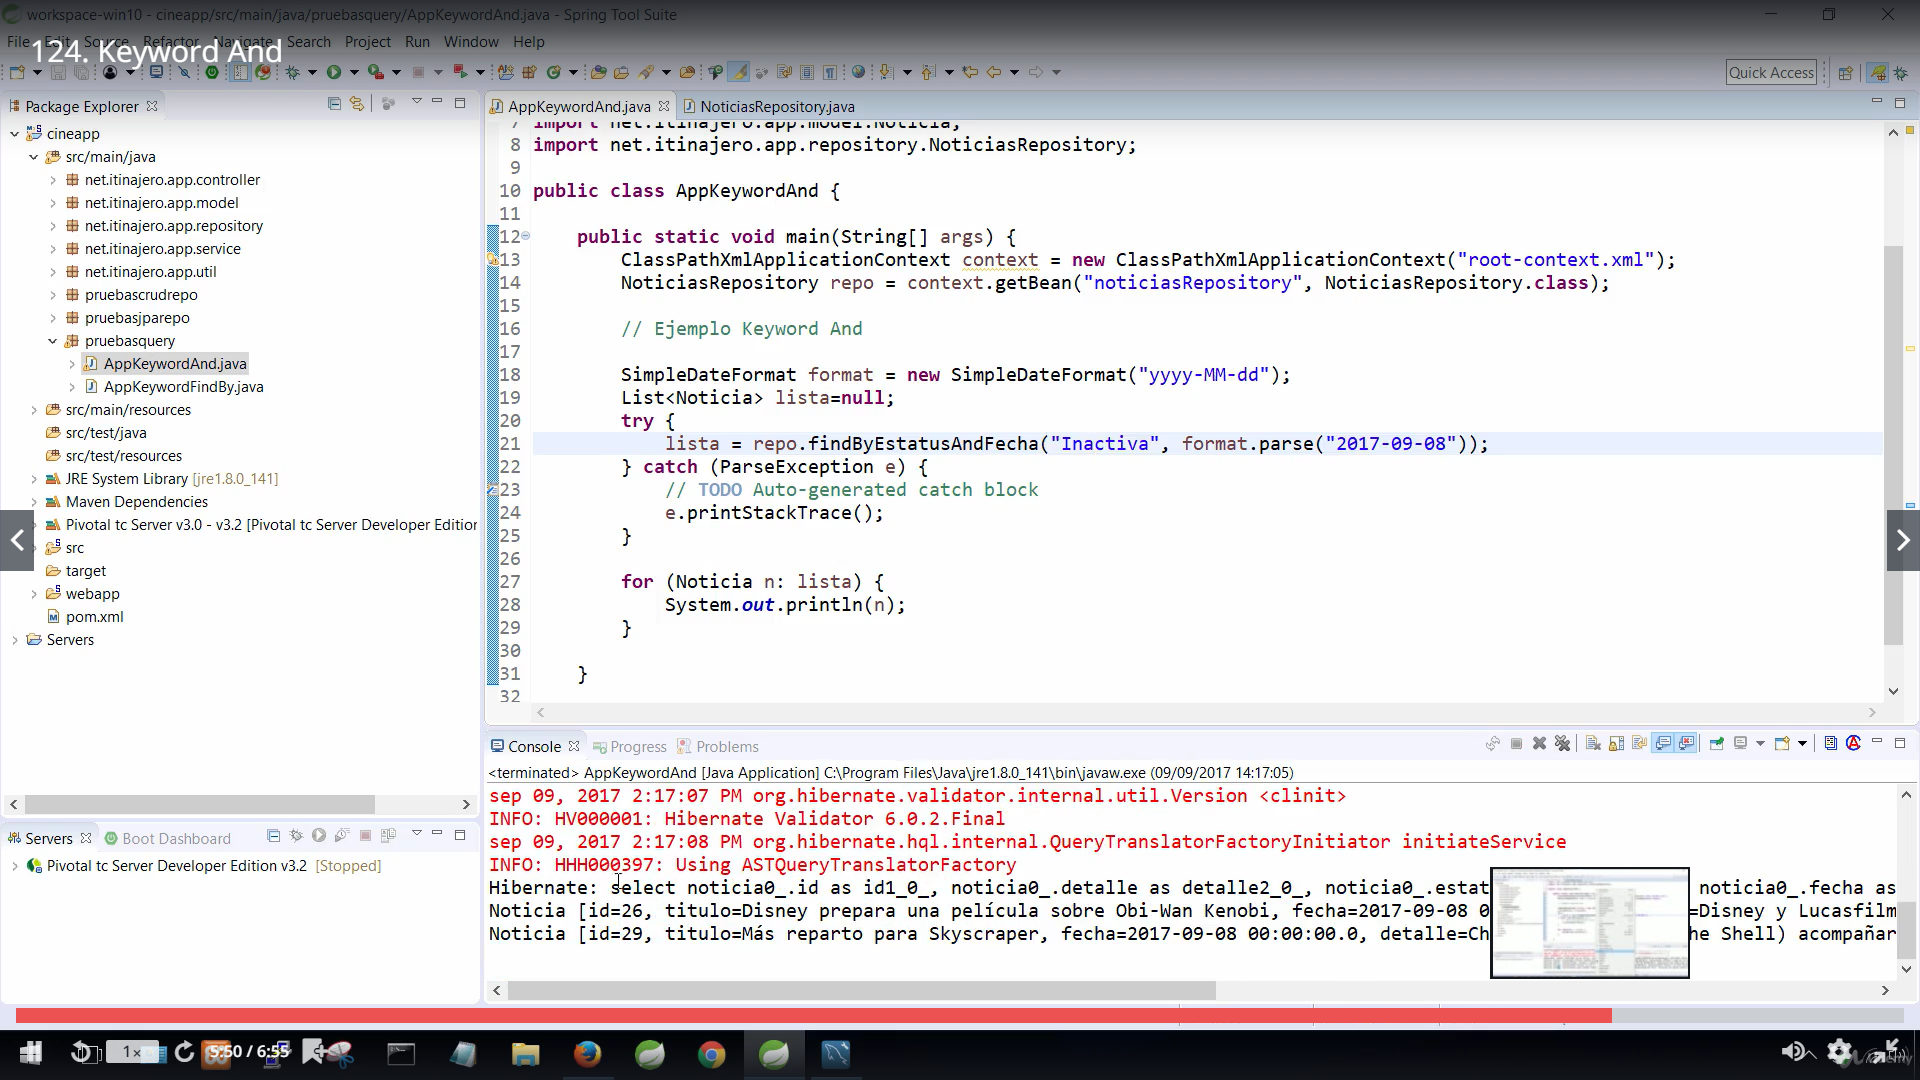 workspace-win10 - cineapp/src/main/java/pruebasquery/AppKeywordAnd.java - Spring Tool Suite
File Edit Source Refactor Navigate Search Project Run Window Help
124. Keyword And
Quick Access
Package Explorer
cineapp
src/main/java
net.itinajero.app.controller
net.itinajero.app.model
net.itinajero.app.repository
net.itinajero.app.service
net.itinajero.app.util
pruebascrudrepo
pruebasjparepo
pruebasquery
AppKeywordAnd.java
AppKeywordFindBy.java
src/main/resources
src/test/java
src/test/resources
JRE System Library [jre1.8.0_141]
Maven Dependencies
Pivotal tc Server v3.0 - v3.2 [Pivotal tc Server Developer Edition
src
target
webapp
pom.xml
Servers
Servers Boot Dashboard
Pivotal tc Server Developer Edition v3.2 [Stopped]
AppKeywordAnd.java NoticiasRepository.java
7 import net.itinajero.app.model.Noticia;
8 import net.itinajero.app.repository.NoticiasRepository;
9
10 public class AppKeywordAnd {
11
12 public static void main(String[] args) {
13 ClassPathXmlApplicationContext context = new ClassPathXmlApplicationContext("root-context.xml");
14 NoticiasRepository repo = context.getBean("noticiasRepository", NoticiasRepository.class);
15
16 // Ejemplo Keyword And
17
18 SimpleDateFormat format = new SimpleDateFormat("yyyy-MM-dd");
19 List<Noticia> lista=null;
20 try {
21 lista = repo.findByEstatusAndFecha("Inactiva", format.parse("2017-09-08"));
22 } catch (ParseException e) {
23 // TODO Auto-generated catch block
24 e.printStackTrace();
25 }
26
27 for (Noticia n: lista) {
28 System.out.println(n);
29 }
30
31 }
32
Console Progress Problems
<terminated> AppKeywordAnd [Java Application] C:\Program Files\Java\jre1.8.0_141\bin\javaw.exe (09/09/2017 14:17:05)
sep 09, 2017 2:17:07 PM org.hibernate.validator.internal.util.Version <clinit>
INFO: HV000001: Hibernate Validator 6.0.2.Final
sep 09, 2017 2:17:08 PM org.hibernate.hql.internal.QueryTranslatorFactoryInitiator initiateService
INFO: HHH000397: Using ASTQueryTranslatorFactory
Hibernate: select noticia0_.id as id1_0_, noticia0_.detalle as detalle2_0_, noticia0_.estat noticia0_.fecha as
Noticia [id=26, titulo=Disney prepara una película sobre Obi-Wan Kenobi, fecha=2017-09-08 0 =Disney y Lucasfilm
Noticia [id=29, titulo=Más reparto para Skyscraper, fecha=2017-09-08 00:00:00.0, detalle=Ch he Shell) acompañar
1× 5:50 / 6:55